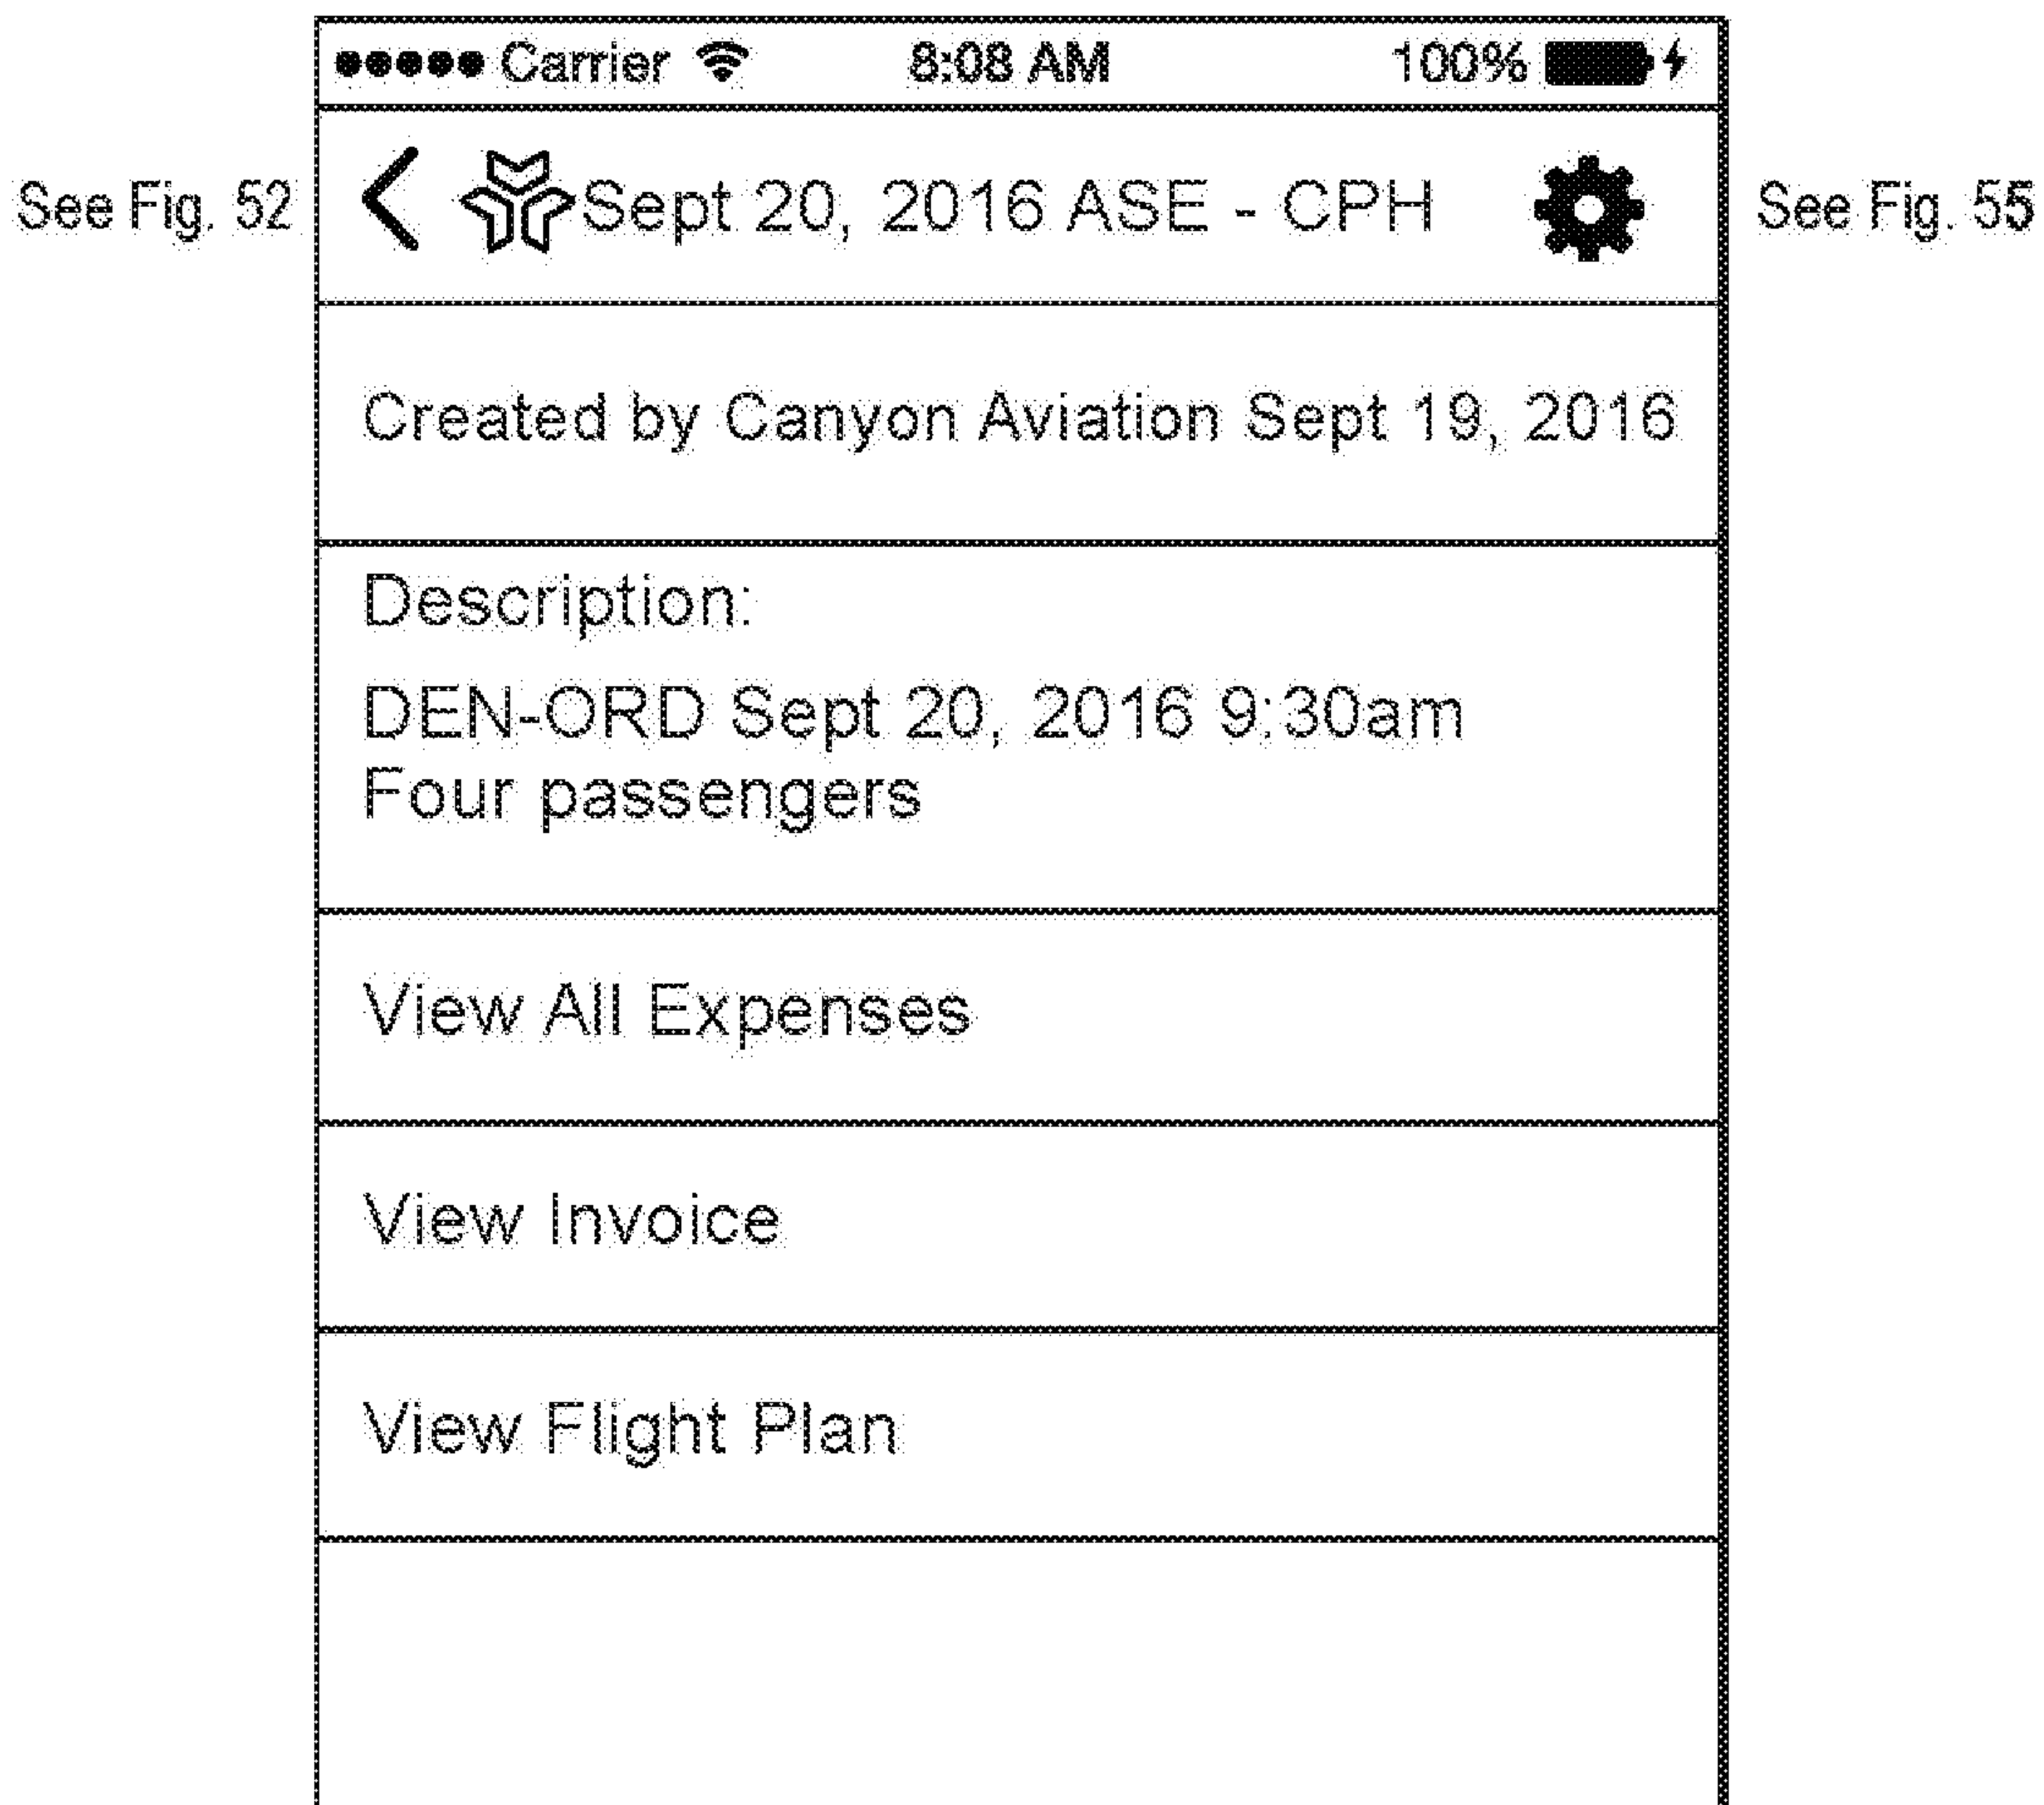 Carrier 8:08 AM 100%
See Fig. 52 Sept 20, 2016 ASE - CPH See Fig. 55
Created by Canyon Aviation Sept 19, 2016
Description:
DEN-ORD Sept 20, 2016 9:30am
Four passengers
View All Expenses
View Invoice
View Flight Plan